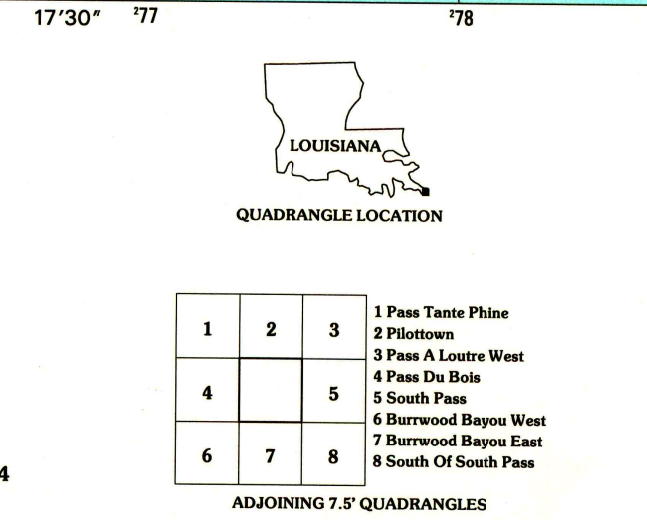 17'30" ²77 ²78
LOUISIANA
QUADRANGLE LOCATION
1 2 3
4 5
6 7 8
1 Pass Tante Phine
2 Pilottown
3 Pass A Loutre West
4 Pass Du Bois
5 South Pass
6 Burrwood Bayou West
7 Burrwood Bayou East
8 South Of South Pass
4
ADJOINING 7.5' QUADRANGLES